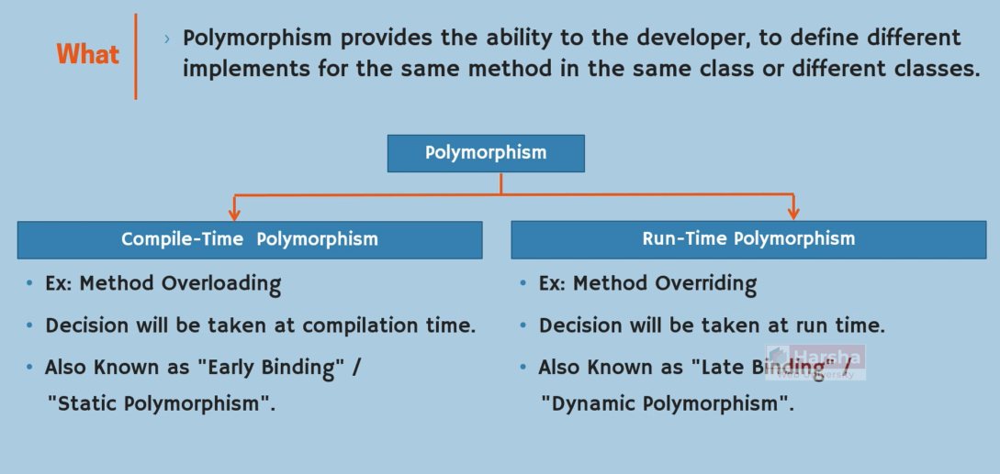 What
› Polymorphism provides the ability to the developer, to define different
implements for the same method in the same class or different classes.
Polymorphism
Compile-Time Polymorphism
• Ex: Method Overloading
• Decision will be taken at compilation time.
• Also Known as "Early Binding" /
"Static Polymorphism".
Run-Time Polymorphism
• Ex: Method Overriding
• Decision will be taken at run time.
• Also Known as "Late Binding" /
"Dynamic Polymorphism".
Harsha
Web University